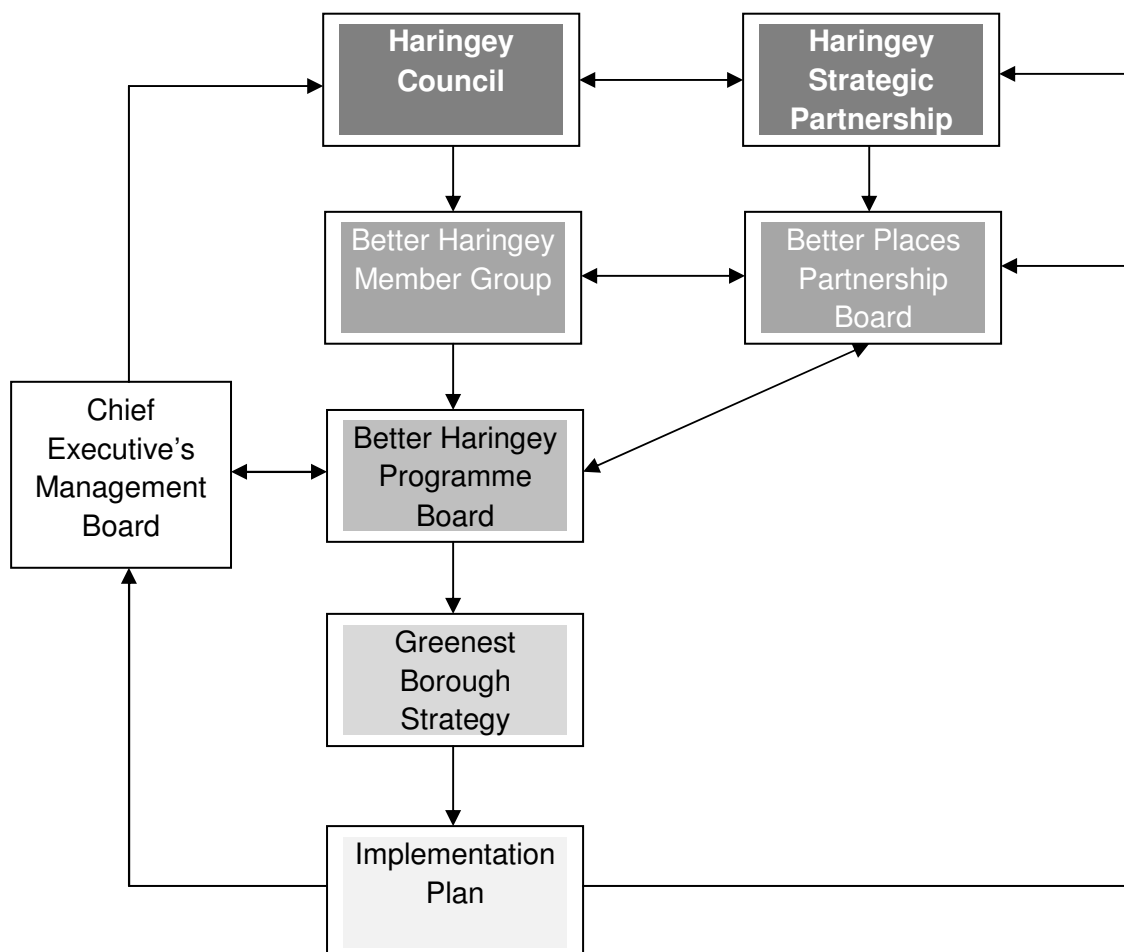 Haringey
Council
Haringey
Strategic
Partnership
Better Haringey
Member Group
Better Places
Partnership
Board
Chief
Executive’s
Management
Board
Better Haringey
Programme
Board
Greenest
Borough
Strategy
Implementation
Plan